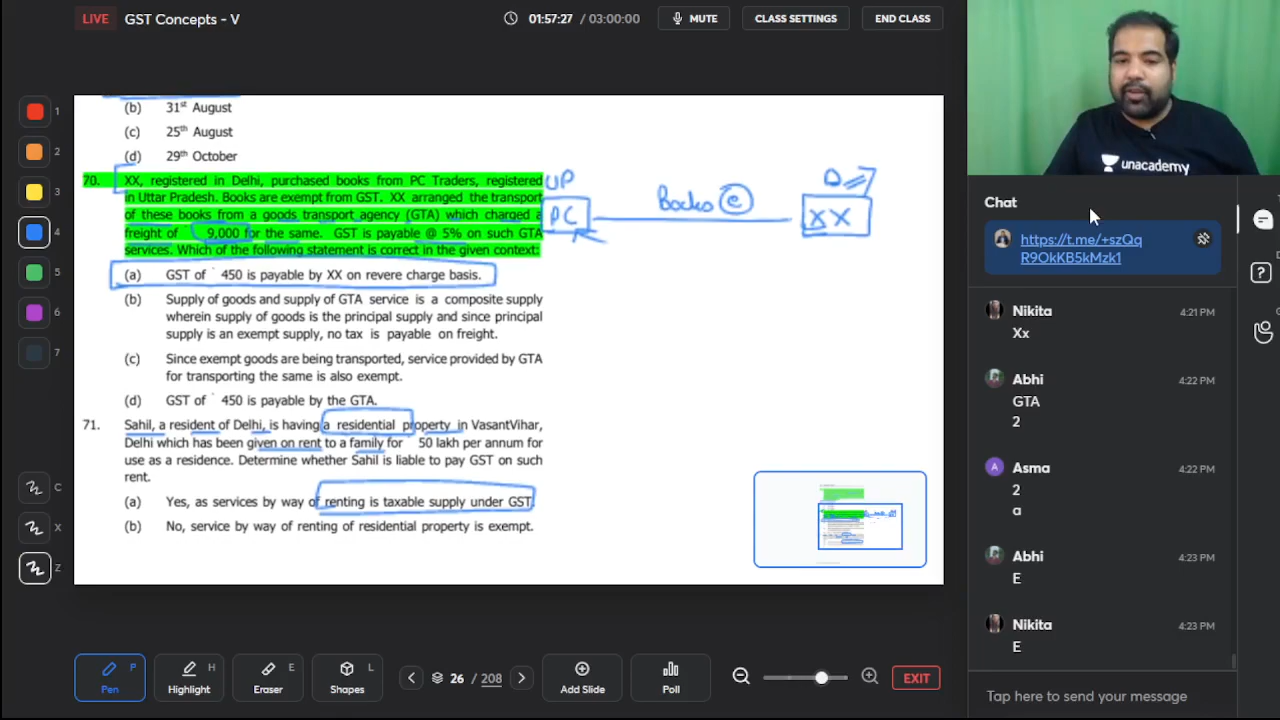 LIVE GST Concepts - V 01:57:27 / 03:00:00 MUTE CLASS SETTINGS END CLASS
(b) 31st August
(c) 25th August
(d) 29th October
70. XX, registered in Delhi, purchased books from PC Traders, registered
in Uttar Pradesh. Books are exempt from GST. XX arranged the transport
of these books from a goods transport agency (GTA) which charged a
freight of ` 9,000 for the same. GST is payable @ 5% on such GTA
services. Which of the following statement is correct in the given context:
(a) GST of ` 450 is payable by XX on revere charge basis.
(b) Supply of goods and supply of GTA service is a composite supply
wherein supply of goods is the principal supply and since principal
supply is an exempt supply, no tax is payable on freight.
(c) Since exempt goods are being transported, service provided by GTA
for transporting the same is also exempt.
(d) GST of ` 450 is payable by the GTA.
71. Sahil, a resident of Delhi, is having a residential property in VasantVihar,
Delhi which has been given on rent to a family for 50 lakh per annum for
use as a residence. Determine whether Sahil is liable to pay GST on such
rent.
(a) Yes, as services by way of renting is taxable supply under GST.
(b) No, service by way of renting of residential property is exempt.
UP
PC
Books e
D
XX
1
2
3
4
5
6
7
C
X
Z
P H E L
Pen Highlight Eraser Shapes 26 / 208 Add Slide Poll EXIT
unacademy
Chat
https://t.me/+szQq
R9OkKB5kMzk1
Nikita 4:21 PM
Xx
Abhi 4:22 PM
GTA
2
A
Asma 4:22 PM
2
a
Abhi 4:23 PM
E
Nikita 4:23 PM
E
Tap here to send your message